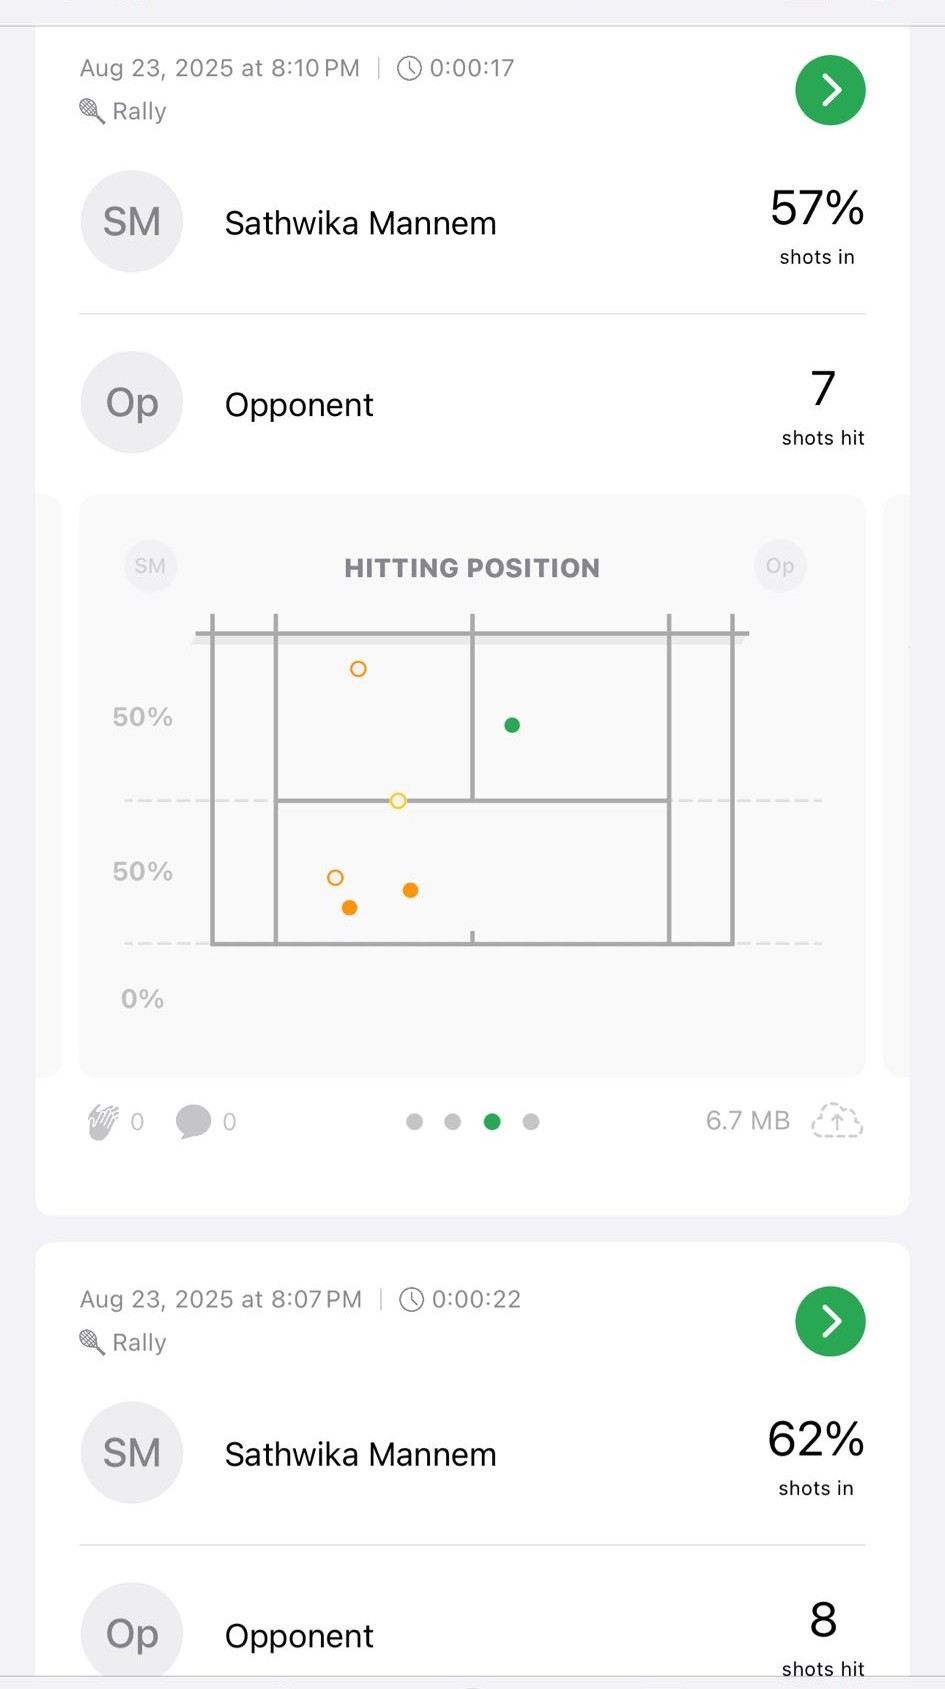 Aug 23, 2025 at 8:10 PM | 0:00:17
Rally
SM Sathwika Mannem 57%
shots in
Op Opponent 7
shots hit
SM HITTING POSITION Op
50%
50%
0%
0 0 6.7 MB
Aug 23, 2025 at 8:07 PM | 0:00:22
Rally
SM Sathwika Mannem 62%
shots in
Op Opponent 8
shots hit